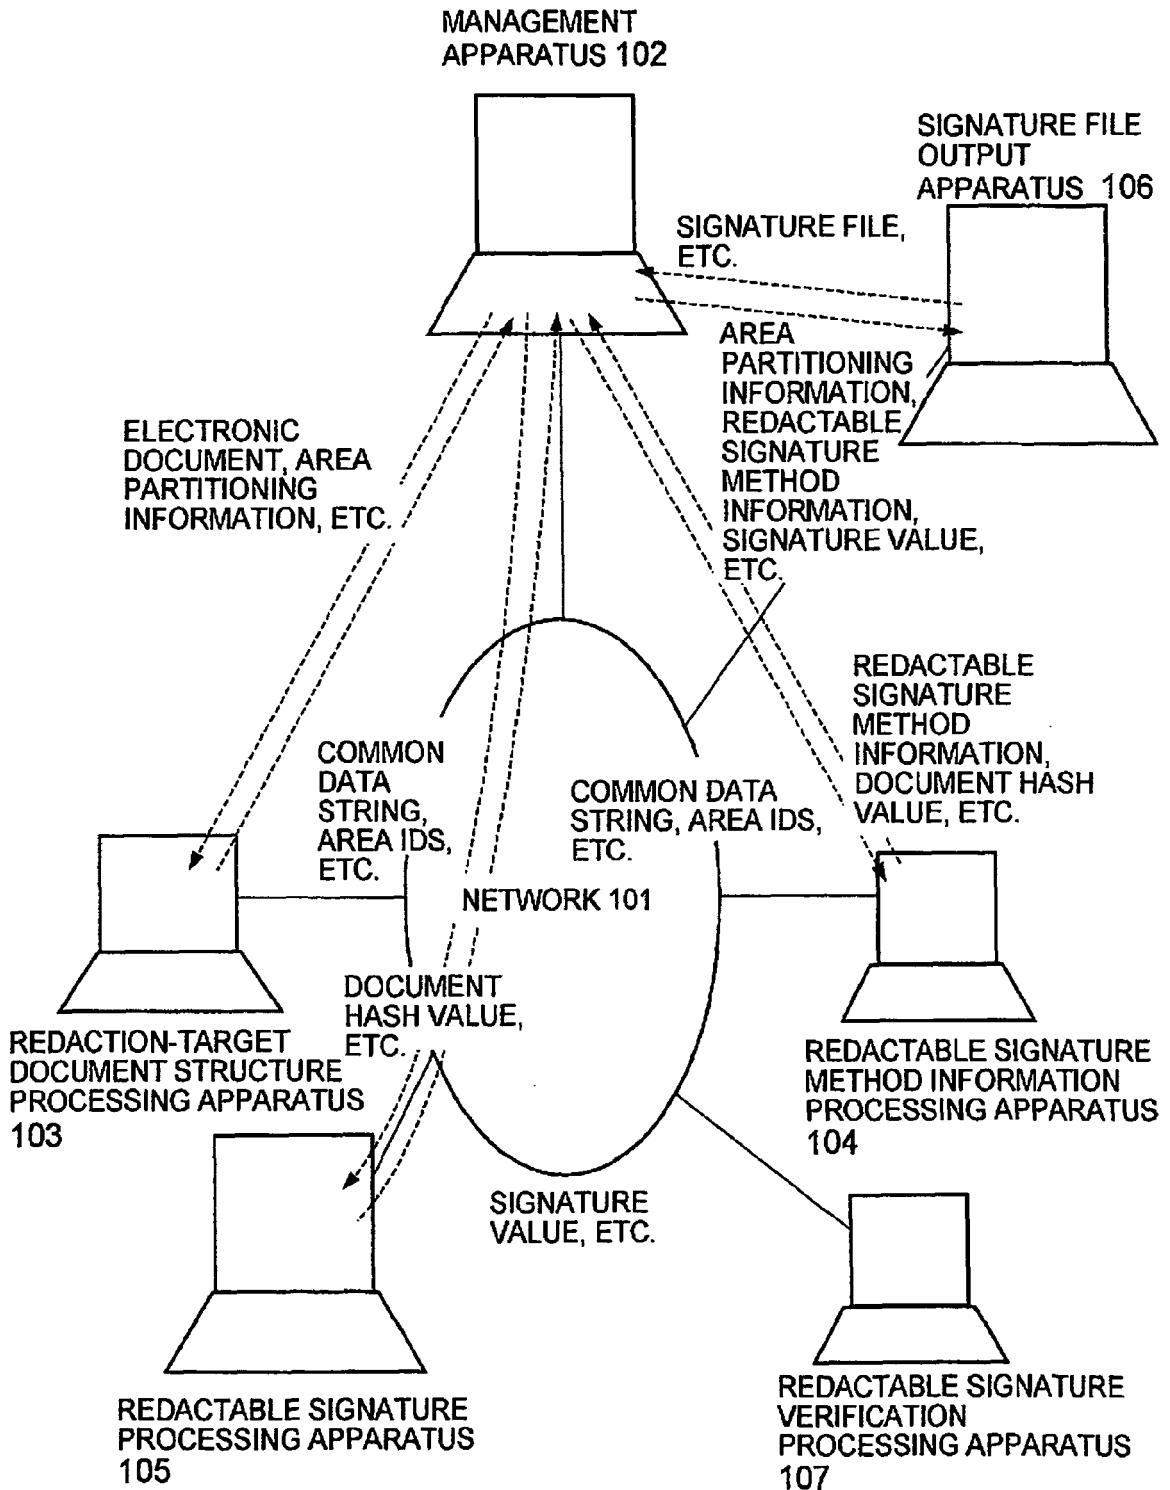 MANAGEMENT
APPARATUS 102
SIGNATURE FILE
OUTPUT
APPARATUS 106
SIGNATURE FILE,
ETC.
AREA
PARTITIONING
INFORMATION,
REDACTABLE
SIGNATURE
METHOD
INFORMATION,
SIGNATURE VALUE,
ETC.
ELECTRONIC
DOCUMENT, AREA
PARTITIONING
INFORMATION, ETC.
REDACTABLE
SIGNATURE
METHOD
INFORMATION,
DOCUMENT HASH
VALUE, ETC.
COMMON
DATA
STRING,
AREA IDS,
ETC.
COMMON DATA
STRING, AREA IDS,
ETC.
NETWORK 101
DOCUMENT
HASH VALUE,
ETC.
REDACTION-TARGET
DOCUMENT STRUCTURE
PROCESSING APPARATUS
103
REDACTABLE SIGNATURE
METHOD INFORMATION
PROCESSING APPARATUS
104
SIGNATURE
VALUE, ETC.
REDACTABLE SIGNATURE
PROCESSING APPARATUS
105
REDACTABLE SIGNATURE
VERIFICATION
PROCESSING APPARATUS
107